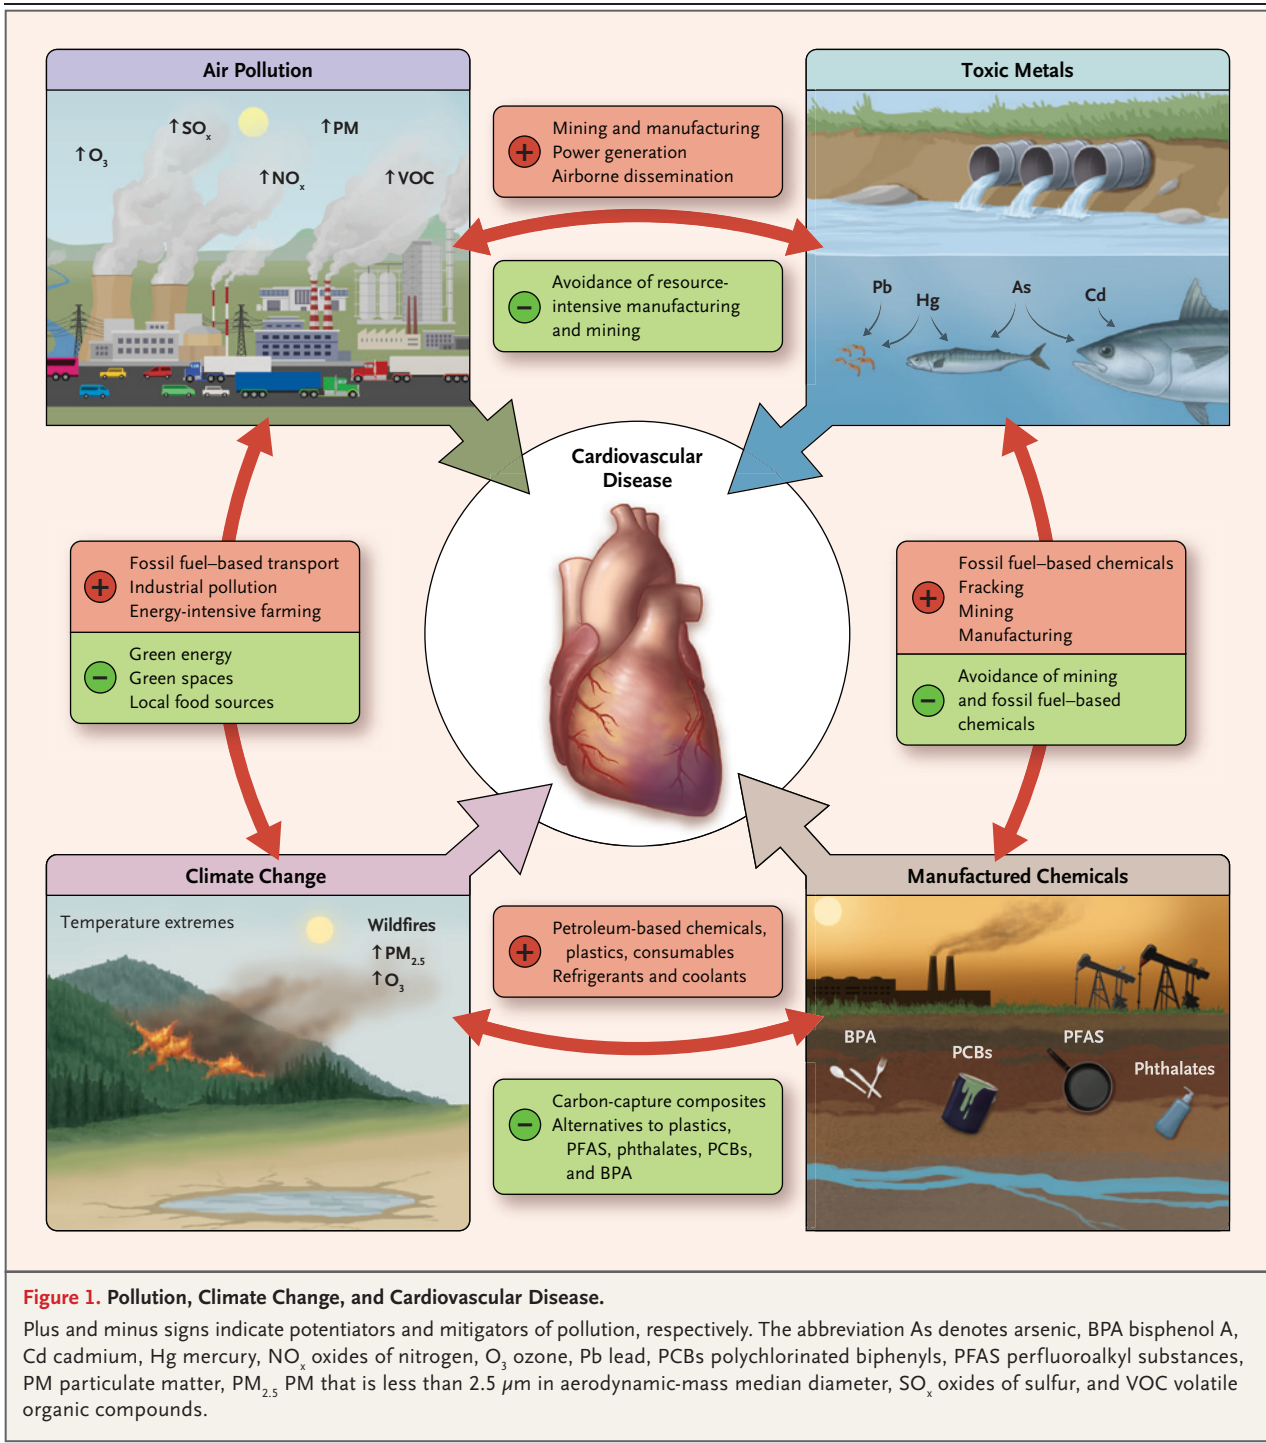 Air Pollution
↑O₃
↑SOₓ
↑NOₓ
↑PM
↑VOC
Mining and manufacturing
Power generation
Airborne dissemination
Avoidance of resource-
intensive manufacturing
and mining
Toxic Metals
Pb
Hg
As
Cd
Cardiovascular
Disease
Fossil fuel–based transport
Industrial pollution
Energy-intensive farming
Green energy
Green spaces
Local food sources
Fossil fuel–based chemicals
Fracking
Mining
Manufacturing
Avoidance of mining
and fossil fuel–based
chemicals
Climate Change
Temperature extremes
Wildfires
↑PM₂.₅
↑O₃
Petroleum-based chemicals,
plastics, consumables
Refrigerants and coolants
Carbon-capture composites
Alternatives to plastics,
PFAS, phthalates, PCBs,
and BPA
Manufactured Chemicals
BPA
PCBs
PFAS
Phthalates
Figure 1. Pollution, Climate Change, and Cardiovascular Disease.
Plus and minus signs indicate potentiators and mitigators of pollution, respectively. The abbreviation As denotes arsenic, BPA bisphenol A,
Cd cadmium, Hg mercury, NOₓ oxides of nitrogen, O₃ ozone, Pb lead, PCBs polychlorinated biphenyls, PFAS perfluoroalkyl substances,
PM particulate matter, PM₂.₅ PM that is less than 2.5 μm in aerodynamic-mass median diameter, SOₓ oxides of sulfur, and VOC volatile
organic compounds.